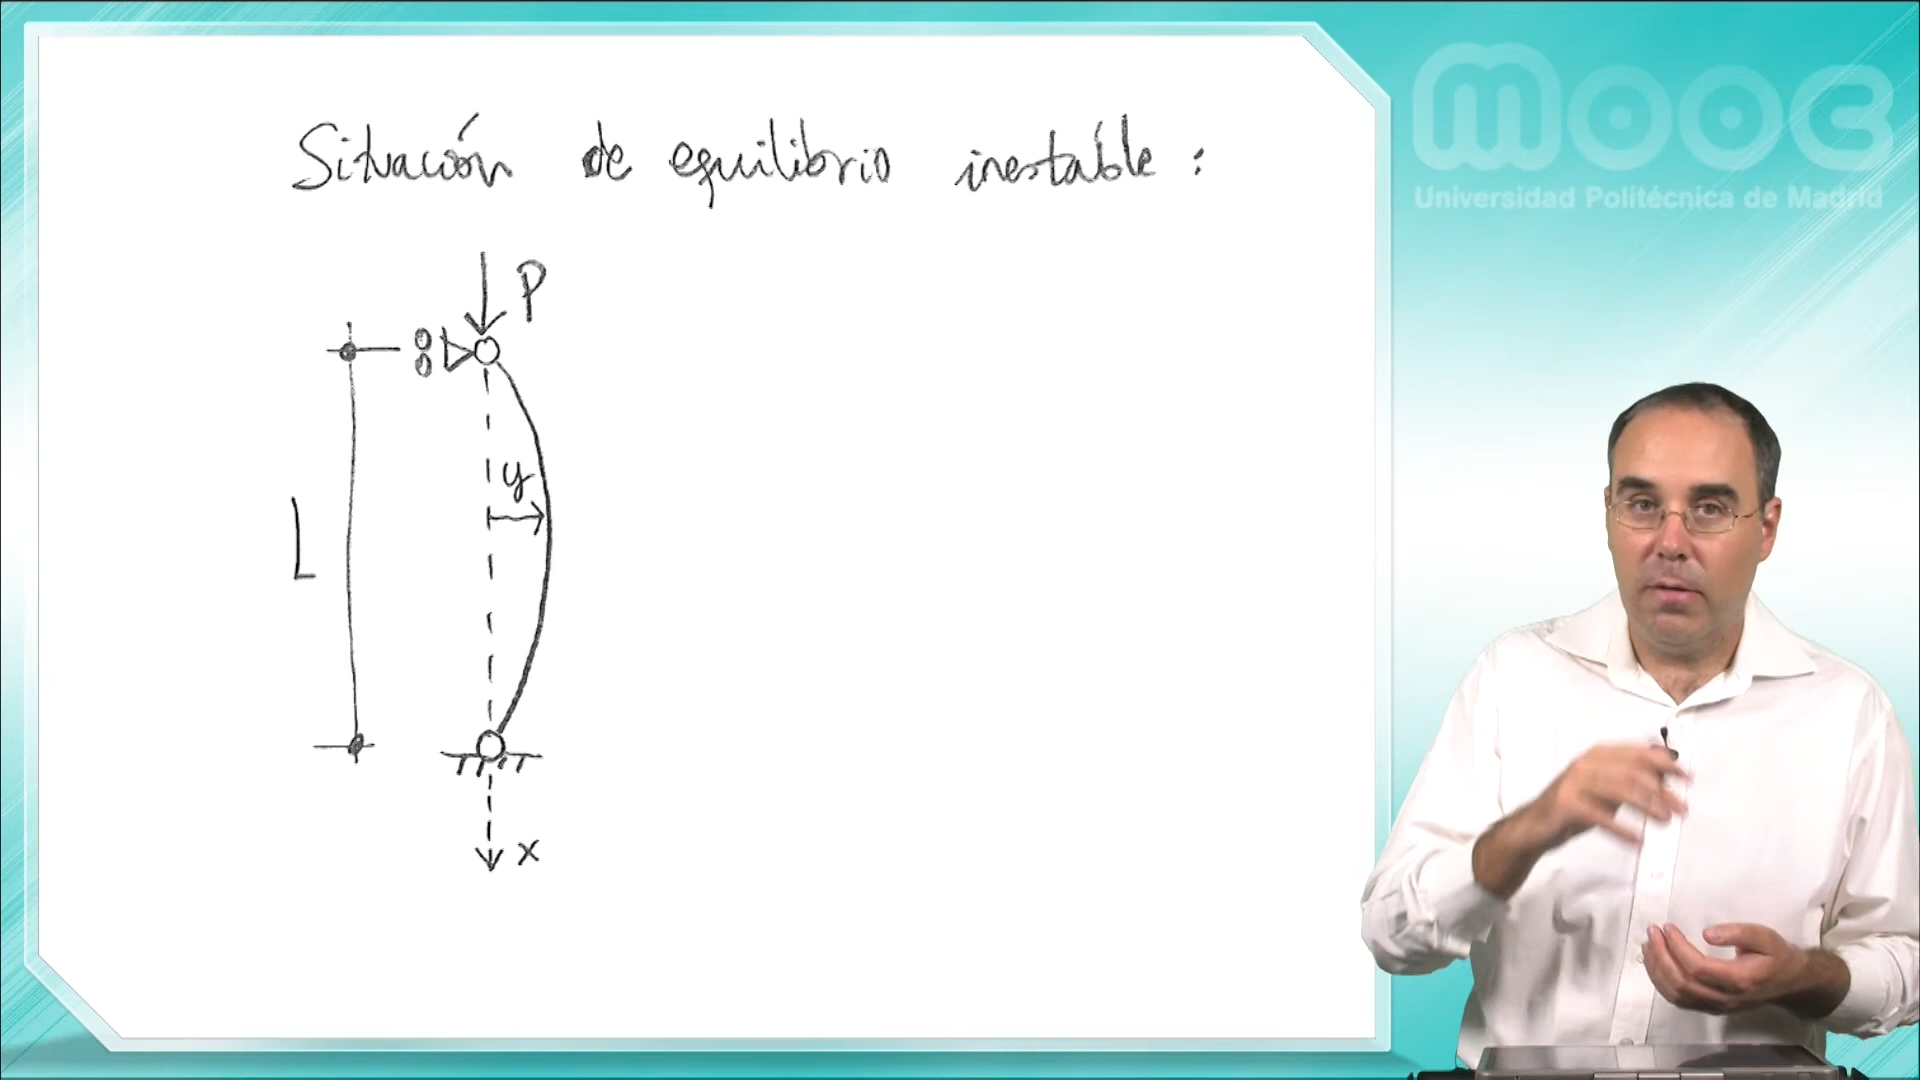 mooc
Universidad Politécnica de Madrid
Situación de equilibrio inestable :
P
y
L
x